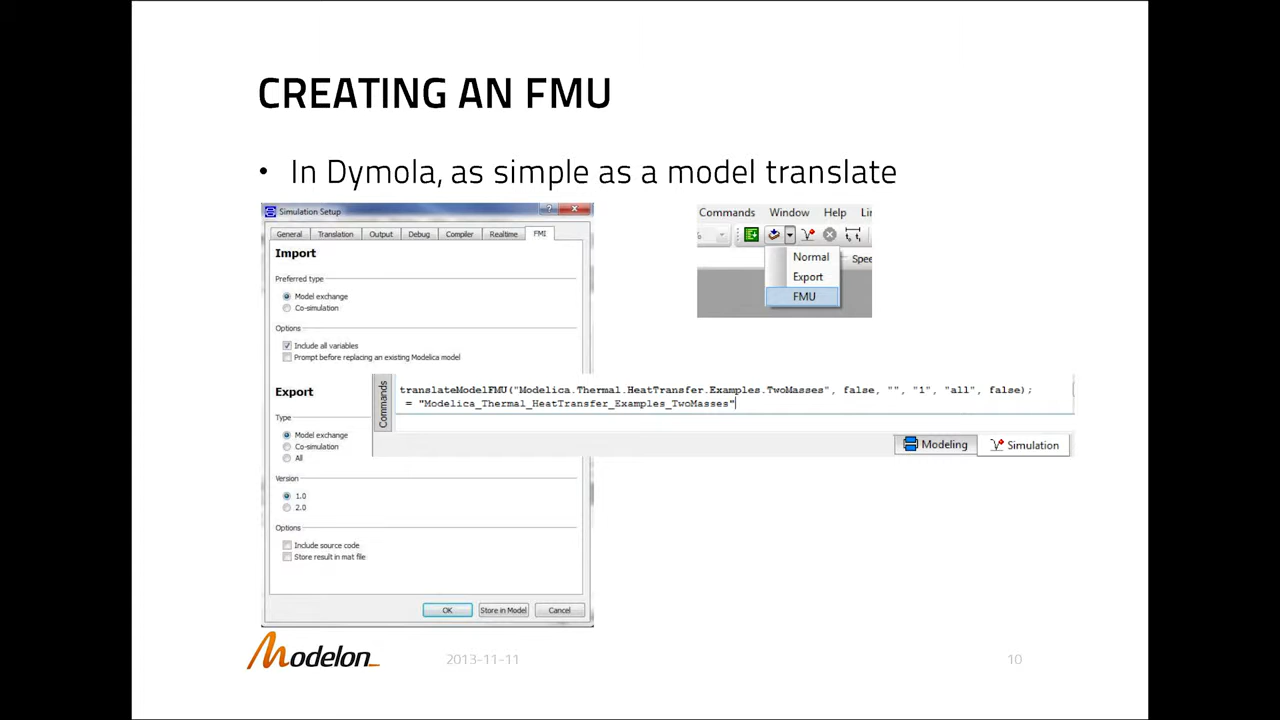 CREATING AN FMU
• In Dymola, as simple as a model translate
Simulation Setup
General Translation Output Debug Compiler Realtime FMI
Import
Preferred type
Model exchange
Co-simulation
Options
Include all variables
Prompt before replacing an existing Modelica model
Export
Type
Model exchange
Co-simulation
All
Version
1.0
2.0
Options
Include source code
Store result in mat file
OK Store in Model Cancel
Commands Window Help
Normal
Export
FMU
Commands
translateModelFMU("Modelica.Thermal.HeatTransfer.Examples.TwoMasses", false, "", "1", "all", false);
= "Modelica_Thermal_HeatTransfer_Examples_TwoMasses"
Modeling Simulation
Modelon
2013-11-11
10